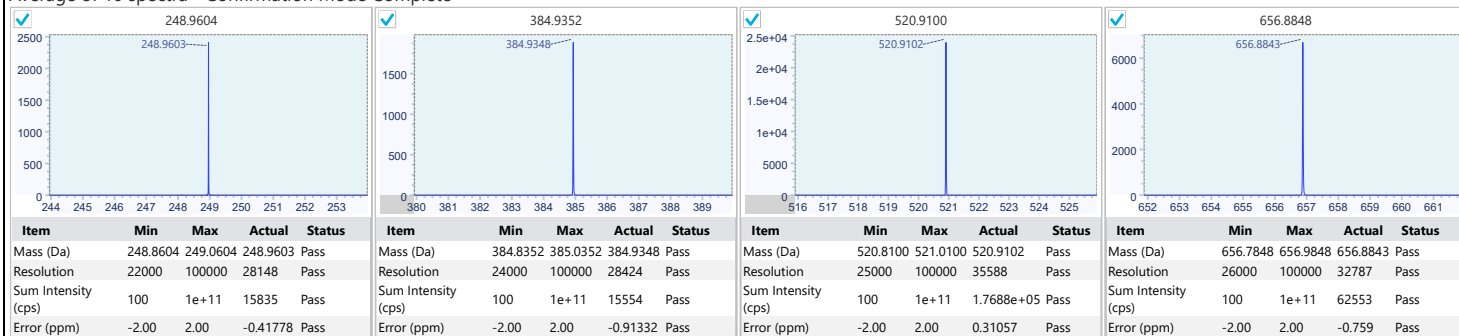 248.9604
2500
2000
1500
1000
500
0
248.9603
244 245 246 247 248 249 250 251 252 253
Item Min Max Actual Status
Mass (Da) 248.8604 249.0604 248.9603 Pass
Resolution 22000 100000 28148 Pass
Sum Intensity
(cps) 100 1e+11 15835 Pass
Error (ppm) -2.00 2.00 -0.41778 Pass
384.9352
1500
1000
500
0
384.9348
380 381 382 383 384 385 386 387 388 389
Item Min Max Actual Status
Mass (Da) 384.8352 385.0352 384.9348 Pass
Resolution 24000 100000 28424 Pass
Sum Intensity
(cps) 100 1e+11 15554 Pass
Error (ppm) -2.00 2.00 -0.91332 Pass
520.9100
2.5e+04
2e+04
1.5e+04
1e+04
5000
0
520.9102
516 517 518 519 520 521 522 523 524 525
Item Min Max Actual Status
Mass (Da) 520.8100 521.0100 520.9102 Pass
Resolution 25000 100000 35588 Pass
Sum Intensity
(cps) 100 1e+11 1.7688e+05 Pass
Error (ppm) -2.00 2.00 0.31057 Pass
656.8848
6000
4000
2000
0
656.8843
652 653 654 655 656 657 658 659 660 661
Item Min Max Actual Status
Mass (Da) 656.7848 656.9848 656.8843 Pass
Resolution 26000 100000 32787 Pass
Sum Intensity
(cps) 100 1e+11 62553 Pass
Error (ppm) -2.00 2.00 -0.759 Pass